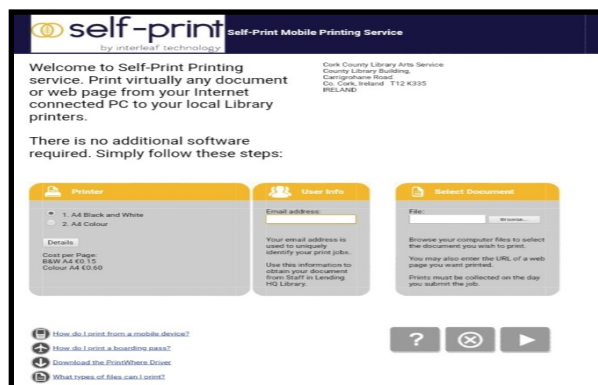 self-print
by interleaf technology
Self-Print Mobile Printing Service
Welcome to Self-Print Printing
service. Print virtually any document
or web page from your Internet
connected PC to your local Library
printers.
There is no additional software
required. Simply follow these steps:
Cork County Library Arts Service
County Library Building,
Carrigrohane Road
Co. Cork, Ireland T12 K335
IRELAND
Printer
1. A4 Black and White
2. A4 Colour
Details
Cost per Page:
B&W A4 €0.15
Colour A4 €0.60
User Info
Email address:
Your email address is
used to uniquely
identify your print jobs.
Use this information to
obtain your document
from Staff in Lending
HQ Library.
Select Document
File:
Browse...
Browse your computer files to select
the document you wish to print.
You may also enter the URL of a web
page you want printed.
Prints must be collected on the day
you submit the job.
How do I print from a mobile device?
How do I print a boarding pass?
Download the PrintWhere Driver
What types of files can I print?
?